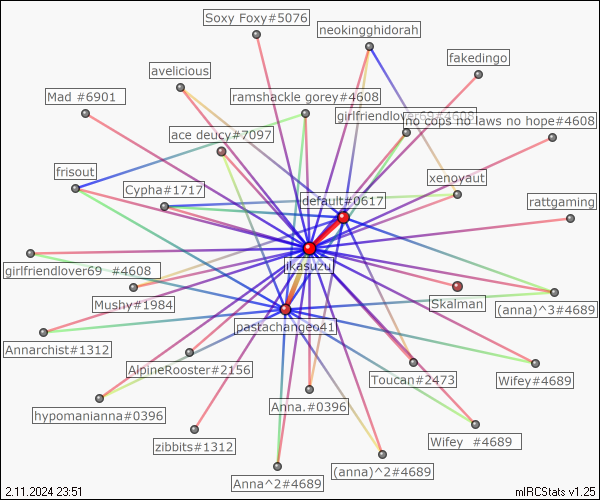 Soxy Foxy#5076
neokingghidorah
fakedingo
avelicious
Mad #6901
ramshackle gorey#4608
girlfriendlover69#4608
no cops no laws no hope#4608
ace deucy#7097
frisout
Cypha#1717
xenoyaut
default#0617
rattgaming
ikasuzu
girlfriendlover69 #4608
Mushy#1984
Skalman
(anna)^3#4689
pastachangeo41
Annarchist#1312
AlpineRooster#2156
Toucan#2473
Wifey#4689
hypomanianna#0396
Anna.#0396
zibbits#1312
Wifey #4689
Anna^2#4689
(anna)^2#4689
2.11.2024 23:51
mIRCStats v1.25